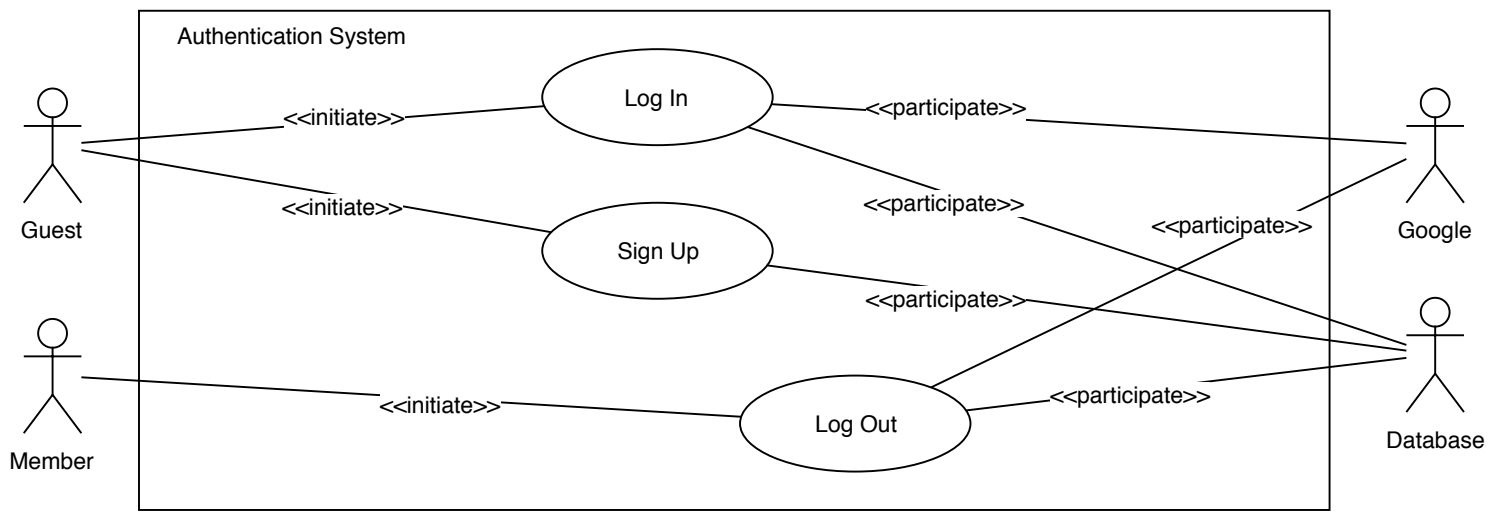 Authentication System
Log In
<<initiate>>
<<participate>>
<<participate>>
<<initiate>>
<<participate>>
Guest
Google
Sign Up
<<participate>>
<<initiate>>
<<participate>>
Log Out
Database
Member